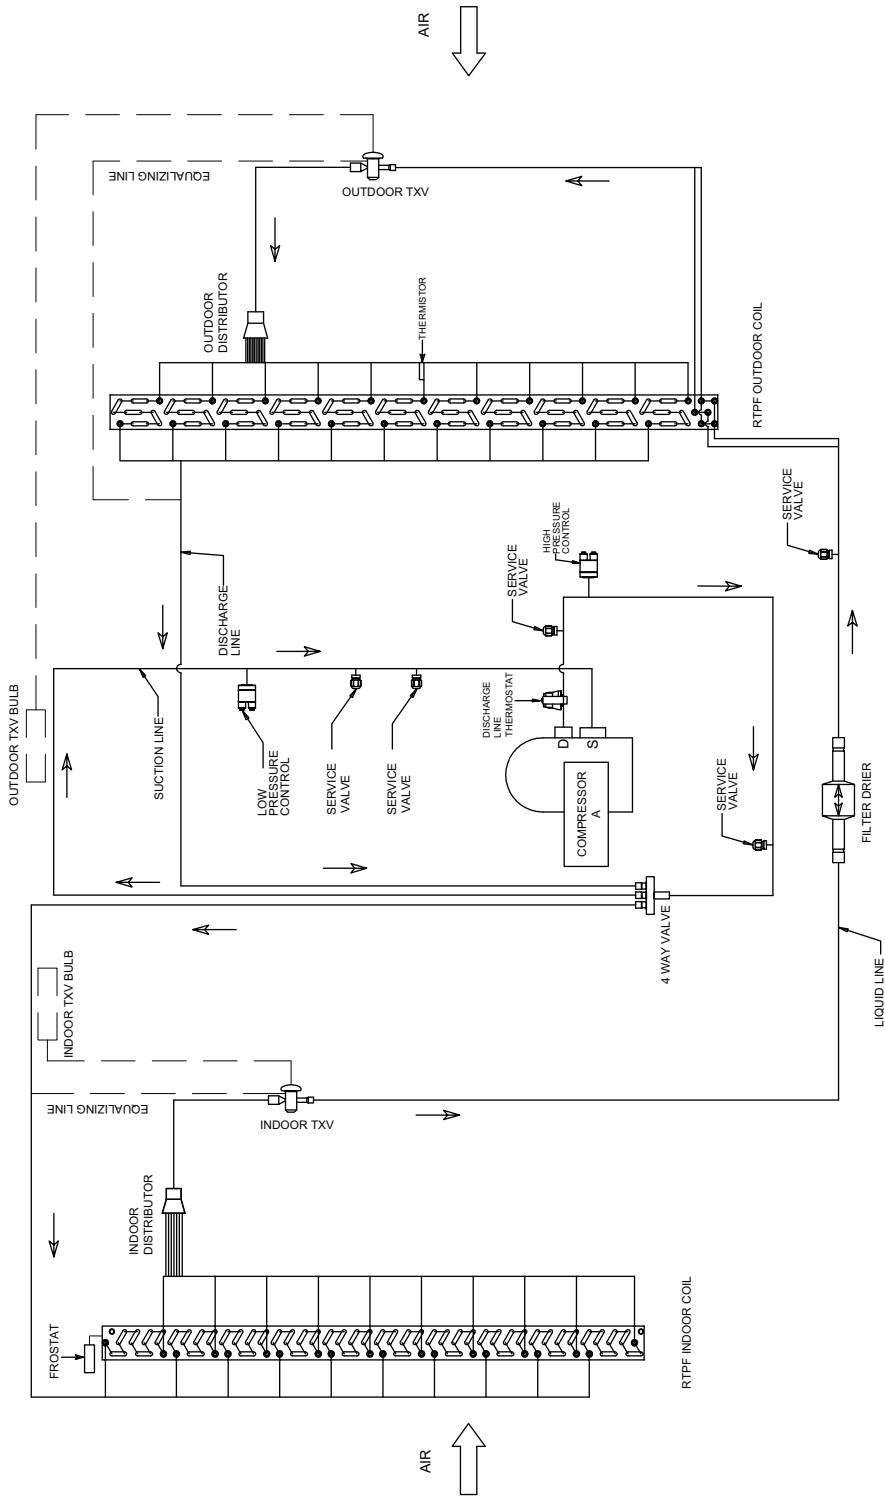 AIR
EQUALIZING LINE
OUTDOOR TXV
OUTDOOR
DISTRIBUTOR
THERMISTOR
RTPF OUTDOOR COIL
OUTDOOR TXV BULB
SUCTION LINE
DISCHARGE
LINE
LOW
PRESSURE
CONTROL
SERVICE
VALVE
SERVICE
VALVE
DISCHARGE
LINE
THERMOSTAT
SERVICE
VALVE
HIGH
PRESSURE
CONTROL
D
S
COMPRESSOR
A
SERVICE
VALVE
SERVICE
VALVE
FILTER DRIER
4 WAY VALVE
LIQUID LINE
INDOOR TXV BULB
EQUALIZING LINE
INDOOR TXV
INDOOR
DISTRIBUTOR
FROSTAT
RTPF INDOOR COIL
AIR